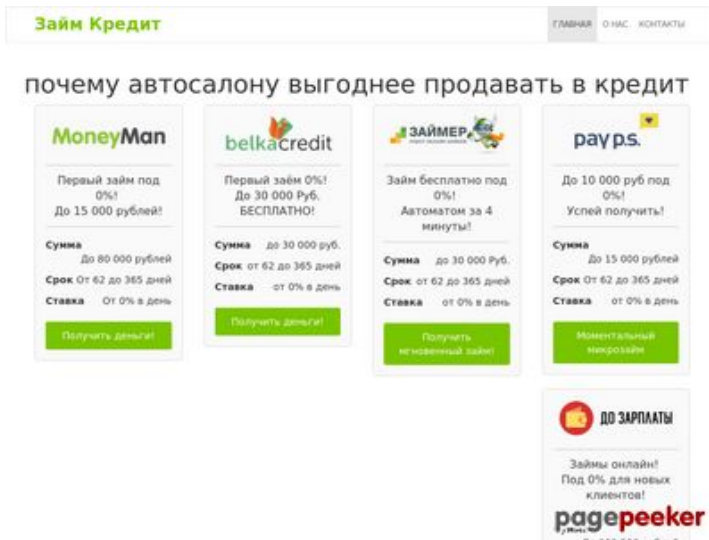 Займ Кредит
ГЛАВНАЯ О НАС КОНТАКТЫ
почему автосалону выгоднее продавать в кредит
MoneyMan
Первый займ под
0%!
До 15 000 рублей!
Сумма
До 80 000 рублей
Срок От 62 до 365 дней
Ставка От 0% в день
Получить деньги!
belkacredit
Первый заём 0%!
До 30 000 Руб.
БЕСПЛАТНО!
Сумма до 30 000 руб.
Срок от 62 до 365 дней
Ставка от 0% в день
Получить деньги!
ЗАЙМЕР
Займ бесплатно под
0%!
Автоматом за 4
минуты!
Сумма до 30 000 Руб.
Срок от 62 до 365 дней
Ставка от 0% в день
Получить
мгновенный займ!
pay p.s.
До 10 000 руб под
0%!
Успей получить!
Сумма
До 15 000 рублей
Срок От 62 до 365 дней
Ставка От 0% в день
Моментальный
микрозайм
ДО ЗАРПЛАТЫ
Займы онлайн!
Под 0% для новых
клиентов!
pagepeeker